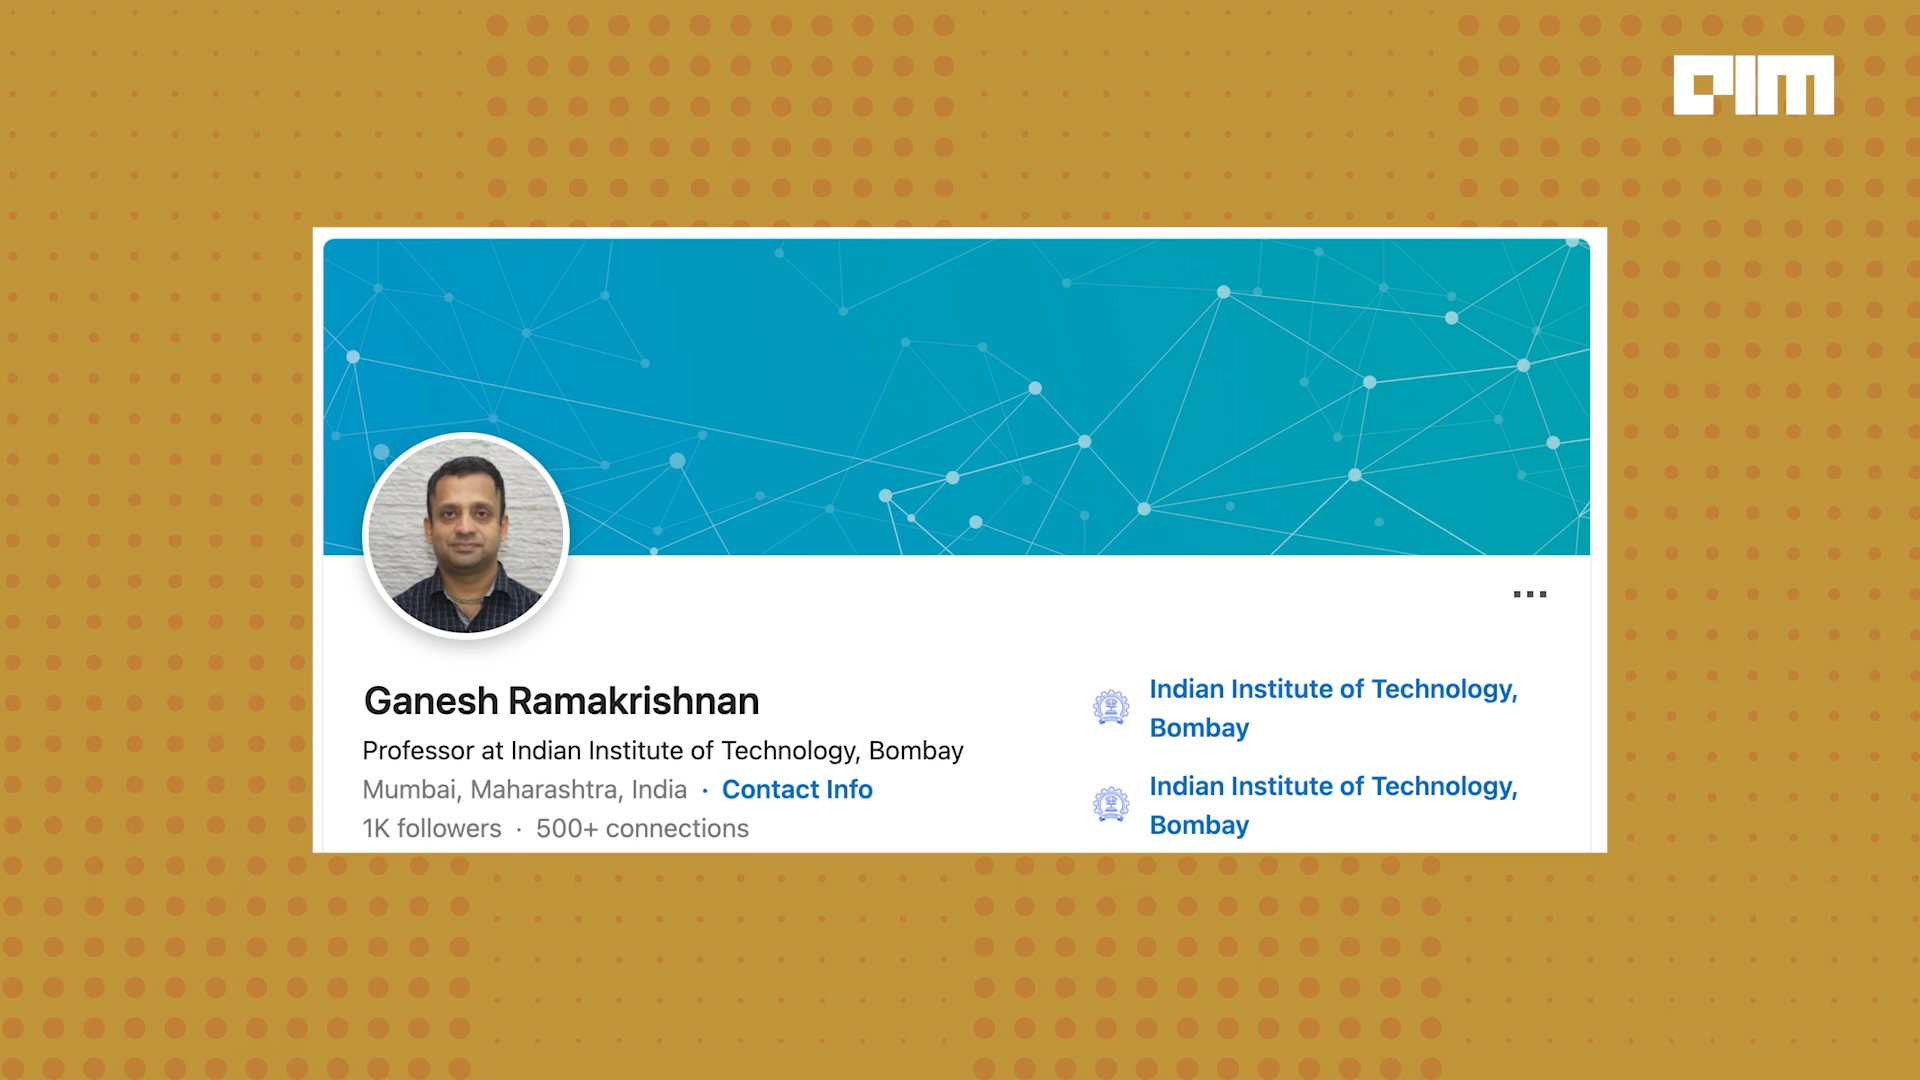 AIM
Ganesh Ramakrishnan
Professor at Indian Institute of Technology, Bombay
Mumbai, Maharashtra, India · Contact Info
1K followers · 500+ connections
Indian Institute of Technology,
Bombay
Indian Institute of Technology,
Bombay